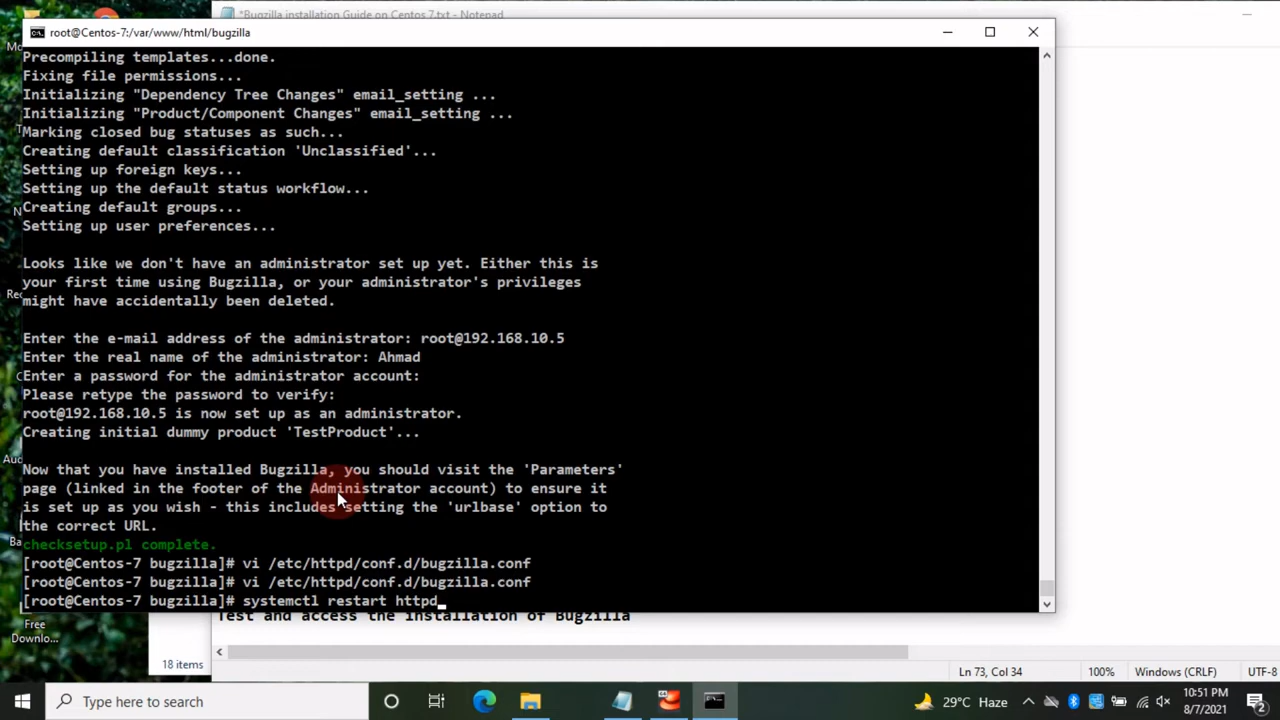 *Bugzilla installation Guide on Centos 7.txt - Notepad
root@Centos-7:/var/www/html/bugzilla
Precompiling templates...done.
Fixing file permissions...
Initializing "Dependency Tree Changes" email_setting ...
Initializing "Product/Component Changes" email_setting ...
Marking closed bug statuses as such...
Creating default classification 'Unclassified'...
Setting up foreign keys...
Setting up the default status workflow...
Creating default groups...
Setting up user preferences...
Looks like we don't have an administrator set up yet. Either this is
your first time using Bugzilla, or your administrator's privileges
might have accidentally been deleted.
Enter the e-mail address of the administrator: root@192.168.10.5
Enter the real name of the administrator: Ahmad
Enter a password for the administrator account:
Please retype the password to verify:
root@192.168.10.5 is now set up as an administrator.
Creating initial dummy product 'TestProduct'...
Now that you have installed Bugzilla, you should visit the 'Parameters'
page (linked in the footer of the Administrator account) to ensure it
is set up as you wish - this includes setting the 'urlbase' option to
the correct URL.
checksetup.pl complete.
[root@Centos-7 bugzilla]# vi /etc/httpd/conf.d/bugzilla.conf
[root@Centos-7 bugzilla]# vi /etc/httpd/conf.d/bugzilla.conf
[root@Centos-7 bugzilla]# systemctl restart httpd
Test and access the installation of Bugzilla
Free
Downlo...
18 items
Ln 73, Col 34
100%
Windows (CRLF)
UTF-8
Type here to search
29°C Haze
10:51 PM
8/7/2021
2